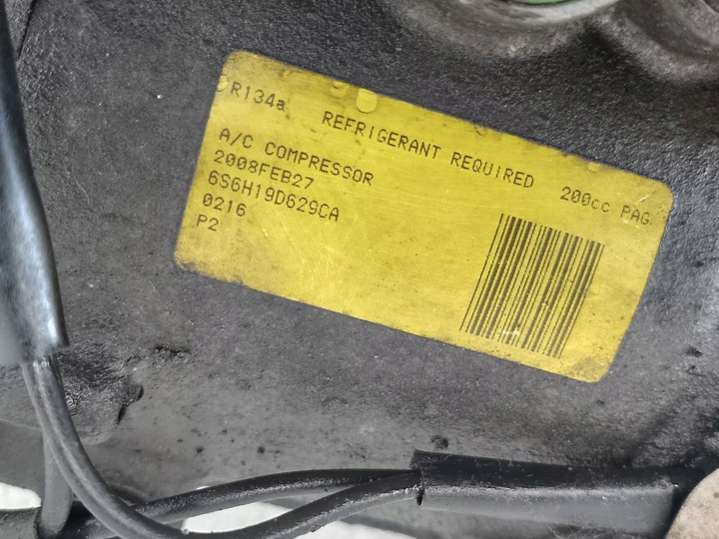 R134a REFRIGERANT REQUIRED 200cc PAG
A/C COMPRESSOR
2008FEB27
6S6H19D629CA
0216
P2